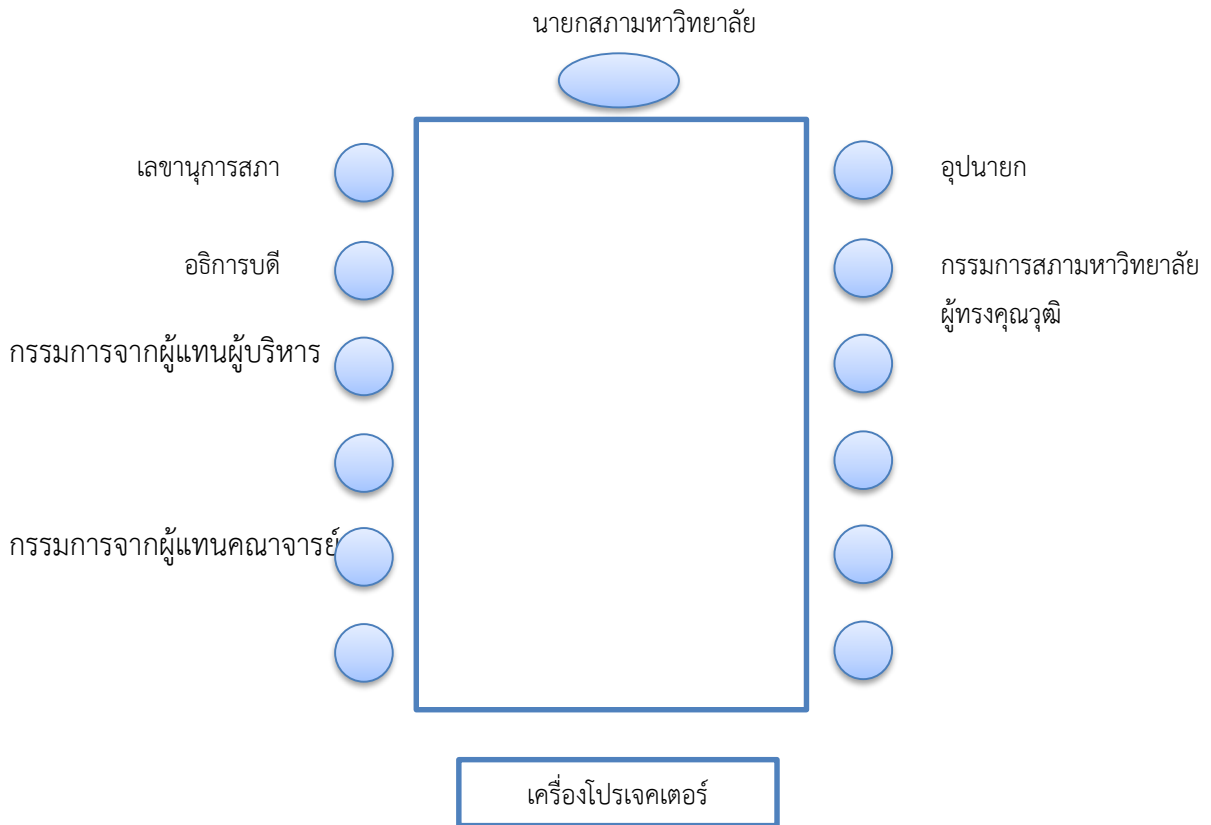 นายกสภามหาวิทยาลัย
เลขานุการสภา
อุปนายก
อธิการบดี
กรรมการสภามหาวิทยาลัย
ผู้ทรงคุณวุฒิ
กรรมการจากผู้แทนผู้บริหาร
กรรมการจากผู้แทนคณาจารย์
เครื่องโปรเจคเตอร์